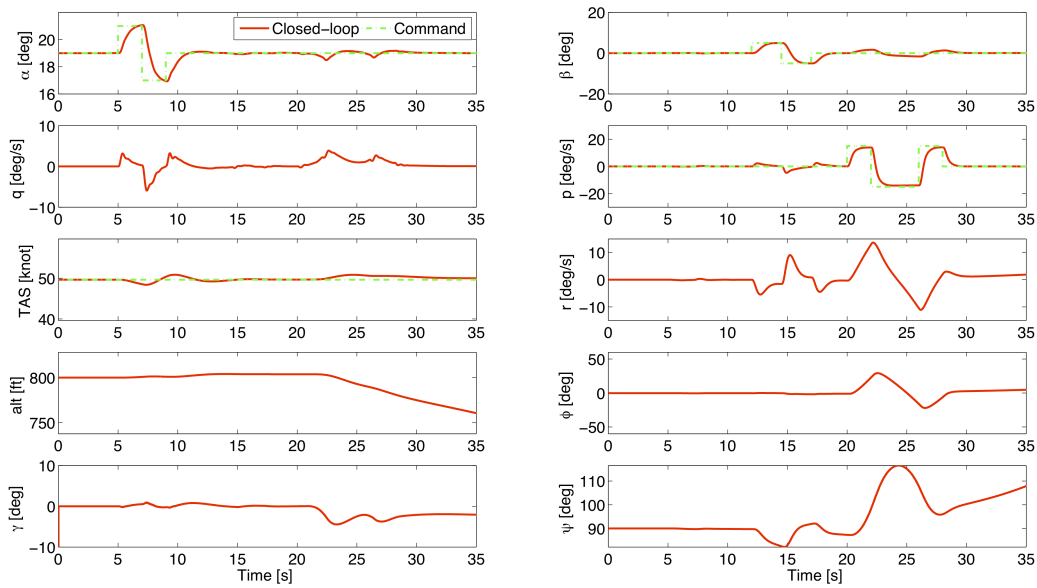 Closed-loop Command
22
19
16
α [deg]
0 5 10 15 20 25 30 35
20
0
-20
β [deg]
0 5 10 15 20 25 30 35
10
0
-10
q [deg/s]
0 5 10 15 20 25 30 35
20
0
-20
p [deg/s]
0 5 10 15 20 25 30 35
50
40
TAS [knot]
0 5 10 15 20 25 30 35
10
0
-10
r [deg/s]
0 5 10 15 20 25 30 35
800
750
alt [ft]
0 5 10 15 20 25 30 35
50
0
-50
ϕ [deg]
0 5 10 15 20 25 30 35
10
0
-10
γ [deg]
0 5 10 15 20 25 30 35
Time [s]
110
100
90
ψ [deg]
0 5 10 15 20 25 30 35
Time [s]